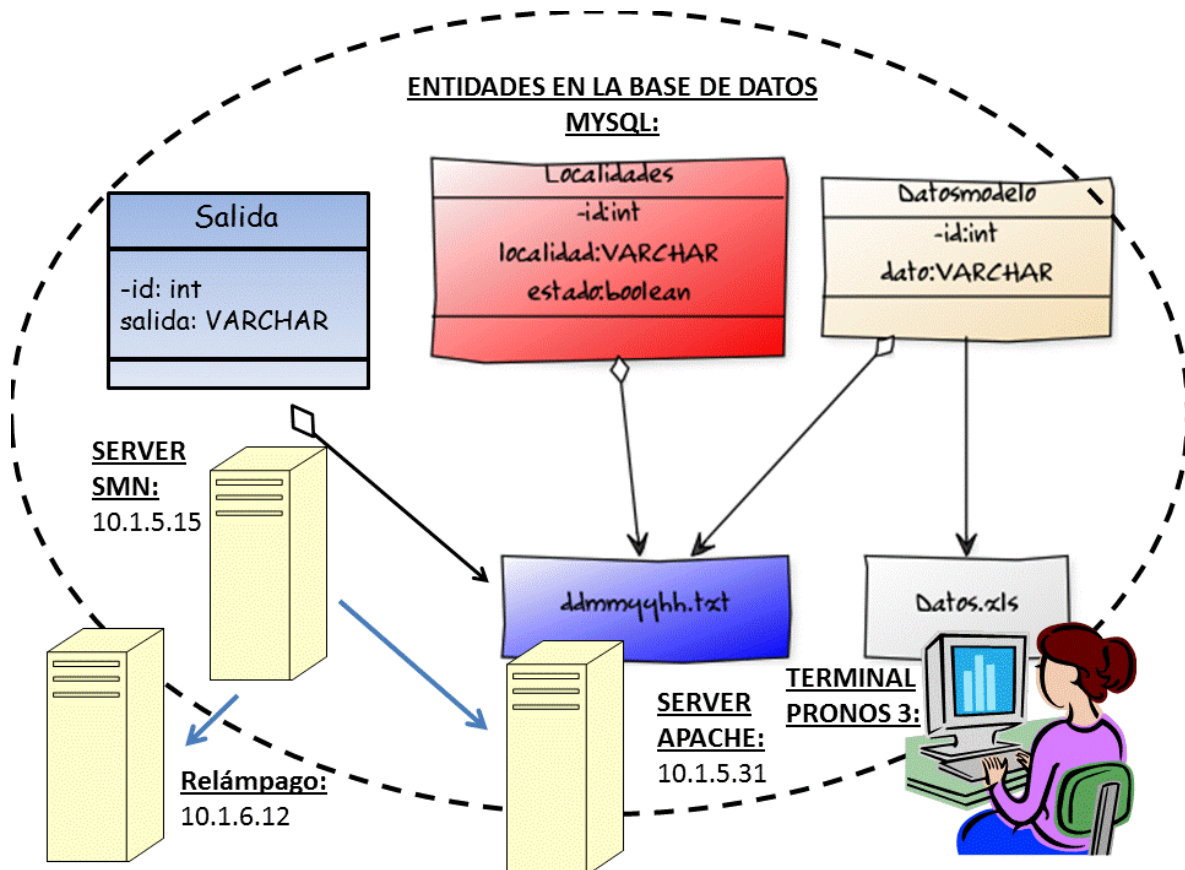 ENTIDADES EN LA BASE DE DATOS
MYSQL:
Salida
-id: int
salida: VARCHAR
Localidades
-id:int
localidad:VARCHAR
estado:boolean
Datosmodelo
-id:int
dato:VARCHAR
SERVER
SMN:
10.1.5.15
ddmmyyhh.txt
Datos.xls
Relámpago:
10.1.6.12
SERVER
APACHE:
10.1.5.31
TERMINAL
PRONOS 3: